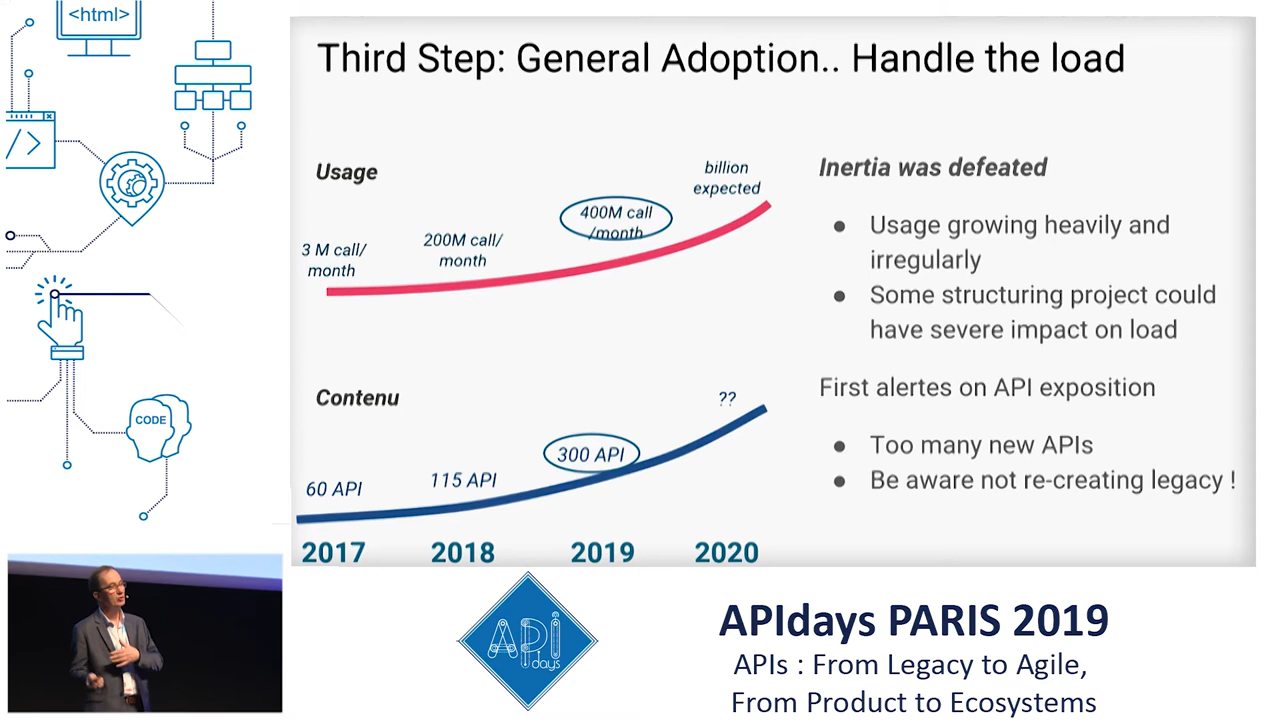 <html>
</>
CODE
Third Step: General Adoption.. Handle the load
Usage
3 M call/
month
200M call/
month
400M call
/month
billion
expected
Contenu
60 API
115 API
300 API
??
2017
2018
2019
2020
Inertia was defeated
● Usage growing heavily and
irregularly
● Some structuring project could
have severe impact on load
First alertes on API exposition
● Too many new APIs
● Be aware not re-creating legacy !
API
days
APIdays PARIS 2019
APIs : From Legacy to Agile,
From Product to Ecosystems